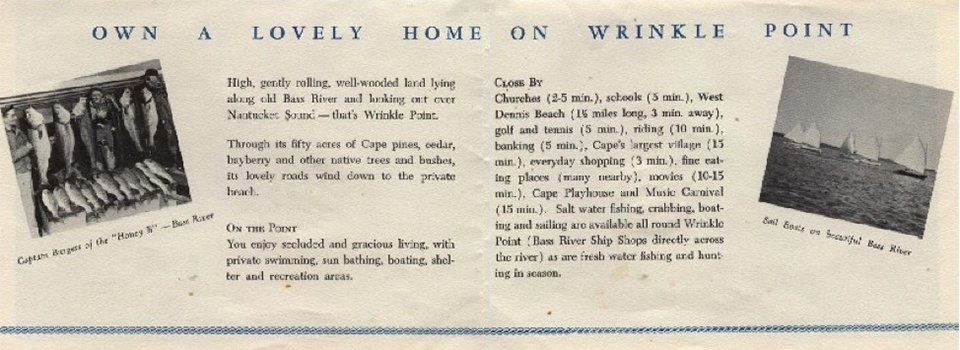 OWN A LOVELY HOME ON WRINKLE POINT
High, gently rolling, well-wooded land lying
along old Bass River and looking out over
Nantucket Sound — that's Wrinkle Point.
Through its fifty acres of Cape pines, cedar,
bayberry and other native trees and bushes,
its lovely roads wind down to the private
beach.
ON THE POINT
You enjoy secluded and gracious living, with
private swimming, sun bathing, boating, shel-
ter and recreation areas.
Captain Burgess of the "Honey B" — Bass River
CLOSE BY
Churches (2-5 min.), schools (5 min.), West
Dennis Beach (1½ miles long, 3 min. away),
golf and tennis (5 min.), riding (10 min.),
banking (5 min.), Cape's largest village (15
min.), everyday shopping (3 min.), fine eat-
ing places (many nearby), movies (10-15
min.), Cape Playhouse and Music Carnival
(15 min.). Salt water fishing, crabbing, boat-
ing and sailing are available all round Wrinkle
Point (Bass River Ship Shops directly across
the river) as are fresh water fishing and hunt-
ing in season.
Sail Boats on beautiful Bass River